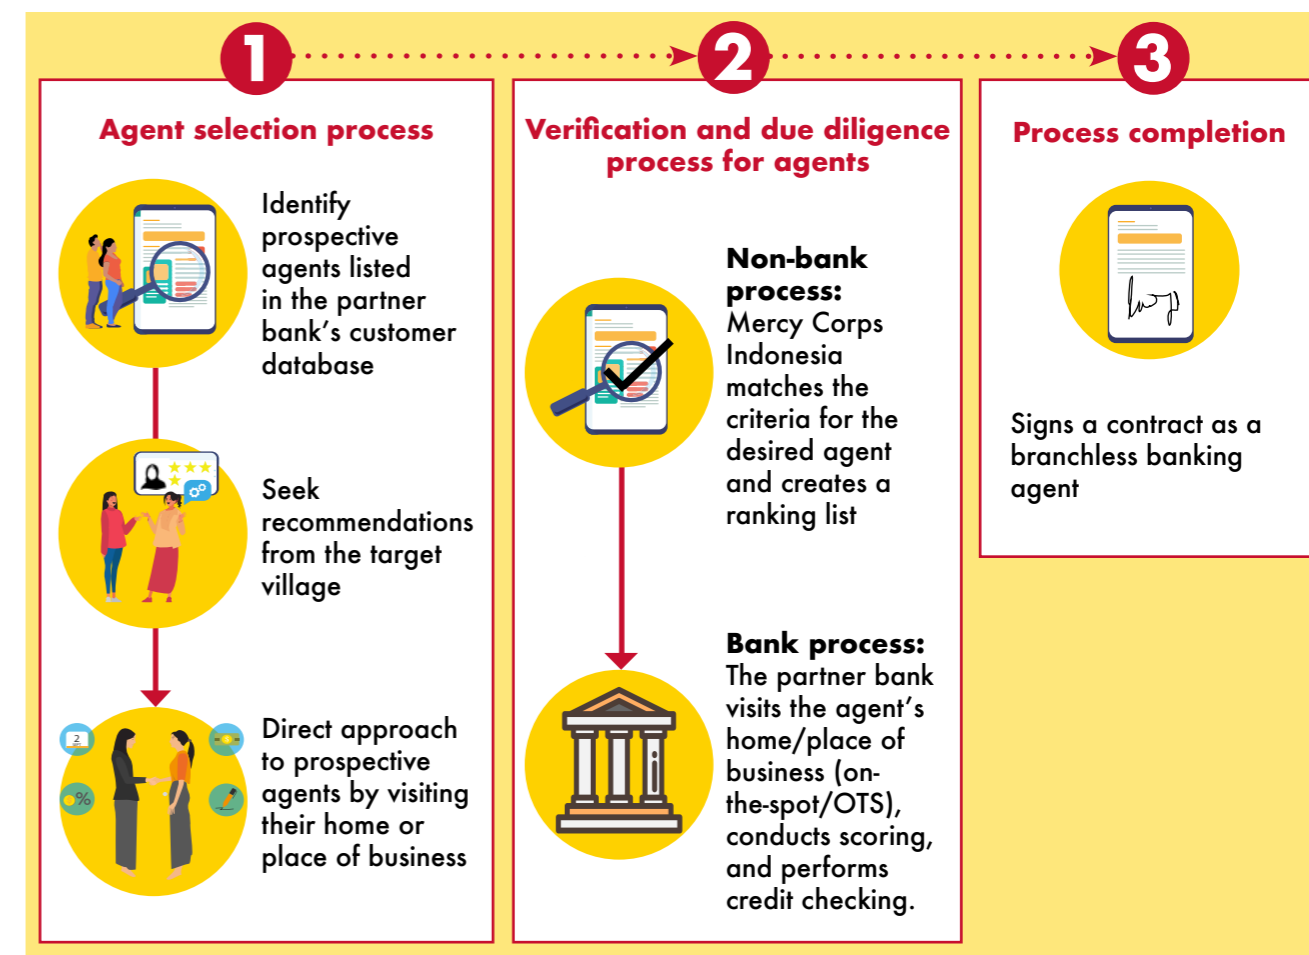 1
2
3
Agent selection process
Identify
prospective
agents listed
in the partner
bank's customer
database
Seek
recommendations
from the target
village
Direct approach
to prospective
agents by visiting
their home or
place of business
2
%
Verification and due diligence
process for agents
Non-bank
process:
Mercy Corps
Indonesia
matches the
criteria for the
desired agent
and creates a
ranking list
Bank process:
The partner bank
visits the agent's
home/place of
business (on-
the-spot/OTS),
conducts scoring,
and performs
credit checking.
Process completion
Signs a contract as a
branchless banking
agent